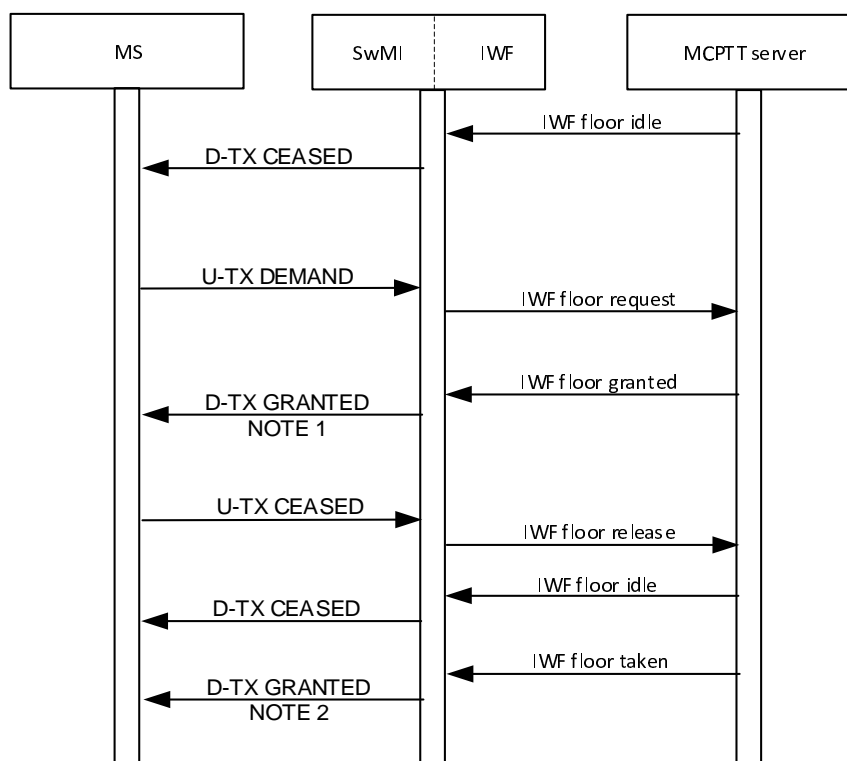 MS
SwMI
IWF
MCPTT server
IWF floor idle
D-TX CEASED
U-TX DEMAND
IWF floor request
IWF floor granted
D-TX GRANTED
NOTE 1
U-TX CEASED
IWF floor release
IWF floor idle
D-TX CEASED
IWF floor taken
D-TX GRANTED
NOTE 2